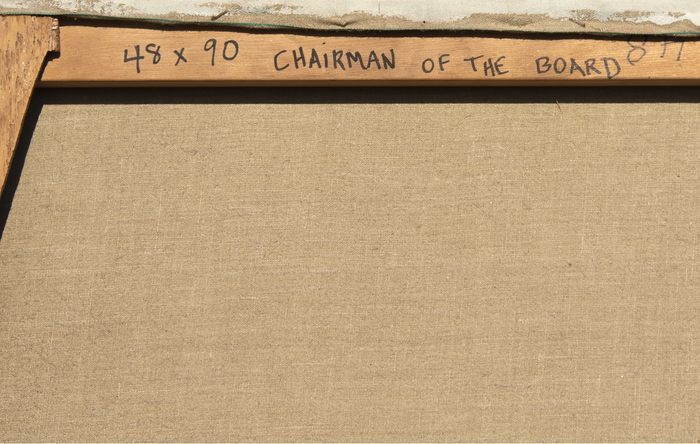 48 x 90 CHAIRMAN OF THE BOARD